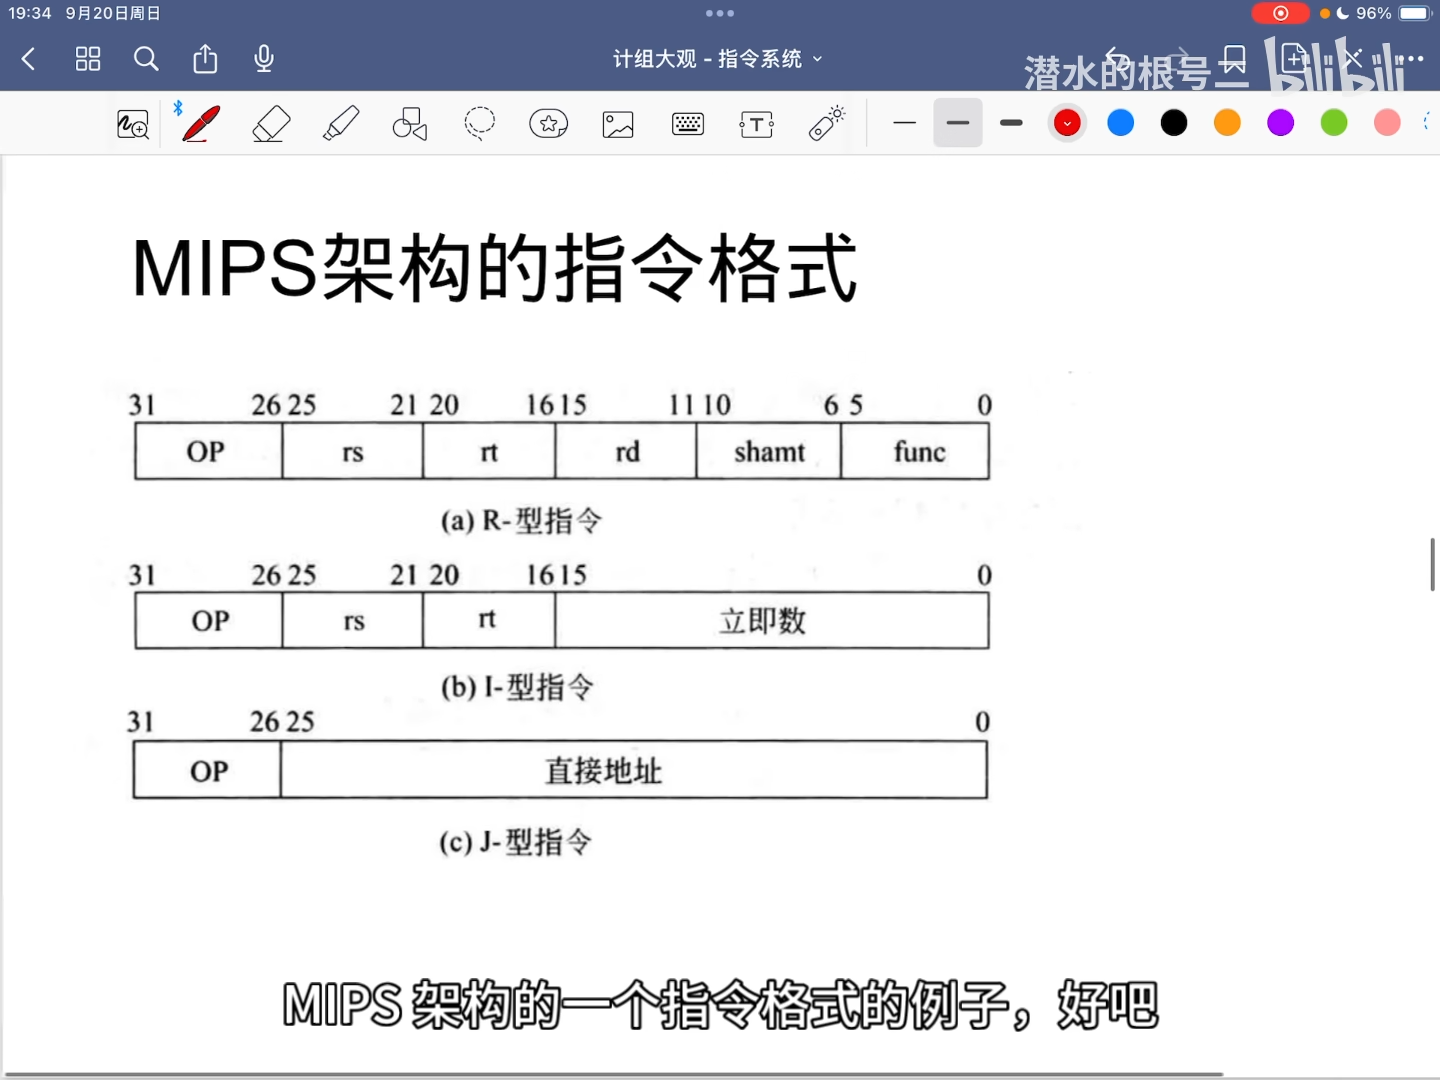 19:34 9月20日周日
96%
计组大观 - 指令系统
潜水的根号二 bilibili
T
MIPS架构的指令格式
31 26 25 21 20 16 15 11 10 6 5 0
OP rs rt rd shamt func
(a) R-型指令
31 26 25 21 20 16 15 0
OP rs rt 立即数
(b) I-型指令
31 26 25 0
OP 直接地址
(c) J-型指令
MIPS 架构的一个指令格式的例子，好吧